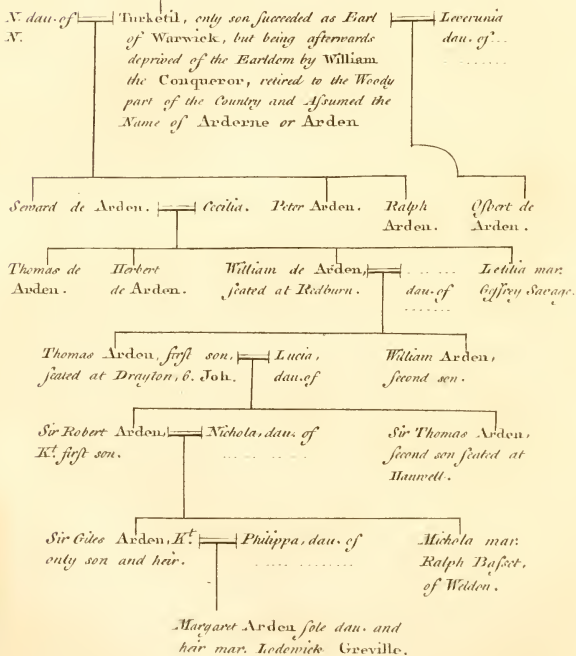 N. dau. of
N.
Turketil, only son succeeded as Earl
of Warwick, but being afterwards
deprived of the Earldom by William
the Conqueror, retired to the Woody
part of the Country and Aſsumed the
Name of Arderne or Arden
Leverunia
dau. of ...
.........
Seward de Arden.
Cecilia.
Peter Arden.
Ralph
Arden.
Oſbert de
Arden.
Thomas de
Arden.
Herbert
de Arden.
William de Arden,
ſeated at Redburn.
......
dau. of
......
Letilia mar.
Geffrey Savage.
Thomas Arden, firſt son,
ſeated at Drayton, 6. Joh.
Lucia,
dau. of
William Arden,
second son.
Sir Robert Arden,
Kt. firſt son.
Nichola, dau. of
.........
Sir Thomas Arden,
second son ſeated at
Hanwell.
Sir Giles Arden, Kt.
only son and heir.
Philippa, dau. of
.........
Michola mar.
Ralph Baſset,
of Weldon.
Margaret Arden ſole dau. and
heir mar. Lodowick Greville.